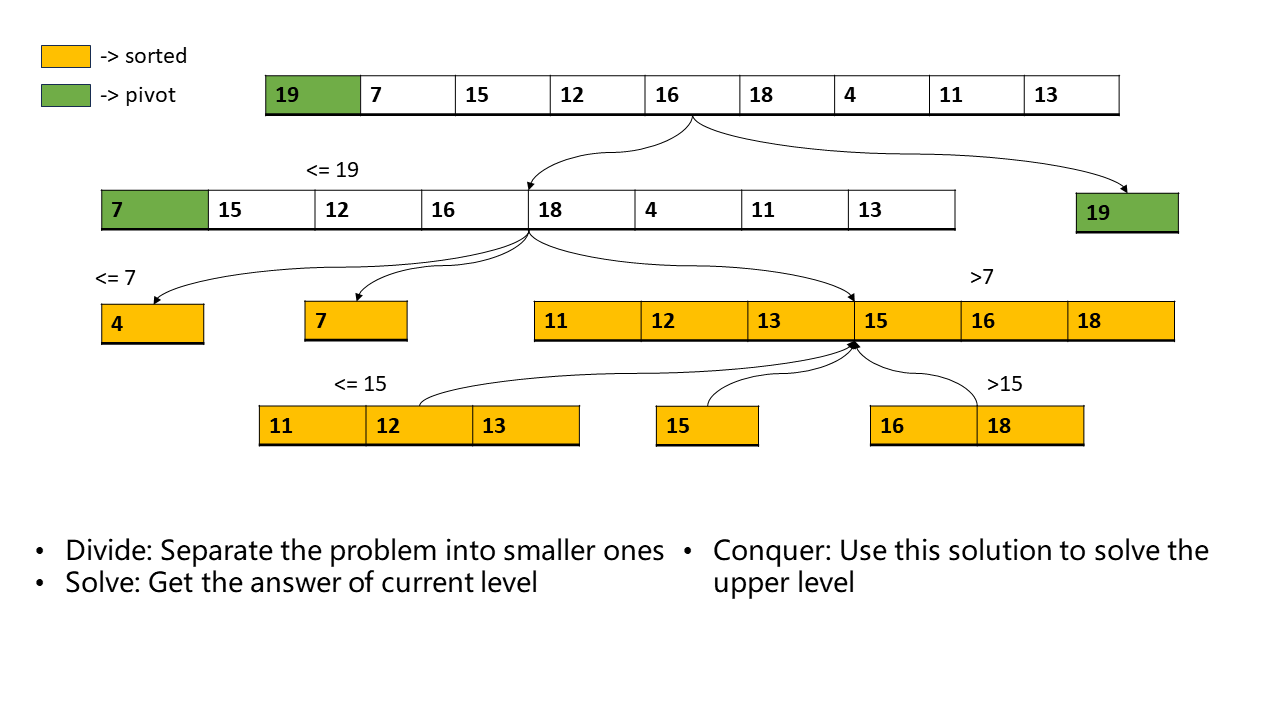 -> sorted
-> pivot
19 7 15 12 16 18 4 11 13
<= 19
7 15 12 16 18 4 11 13
19
<= 7
>7
4
7
11 12 13 15 16 18
<= 15
>15
11 12 13
15
16 18
• Divide: Separate the problem into smaller ones
• Solve: Get the answer of current level
• Conquer: Use this solution to solve the
upper level